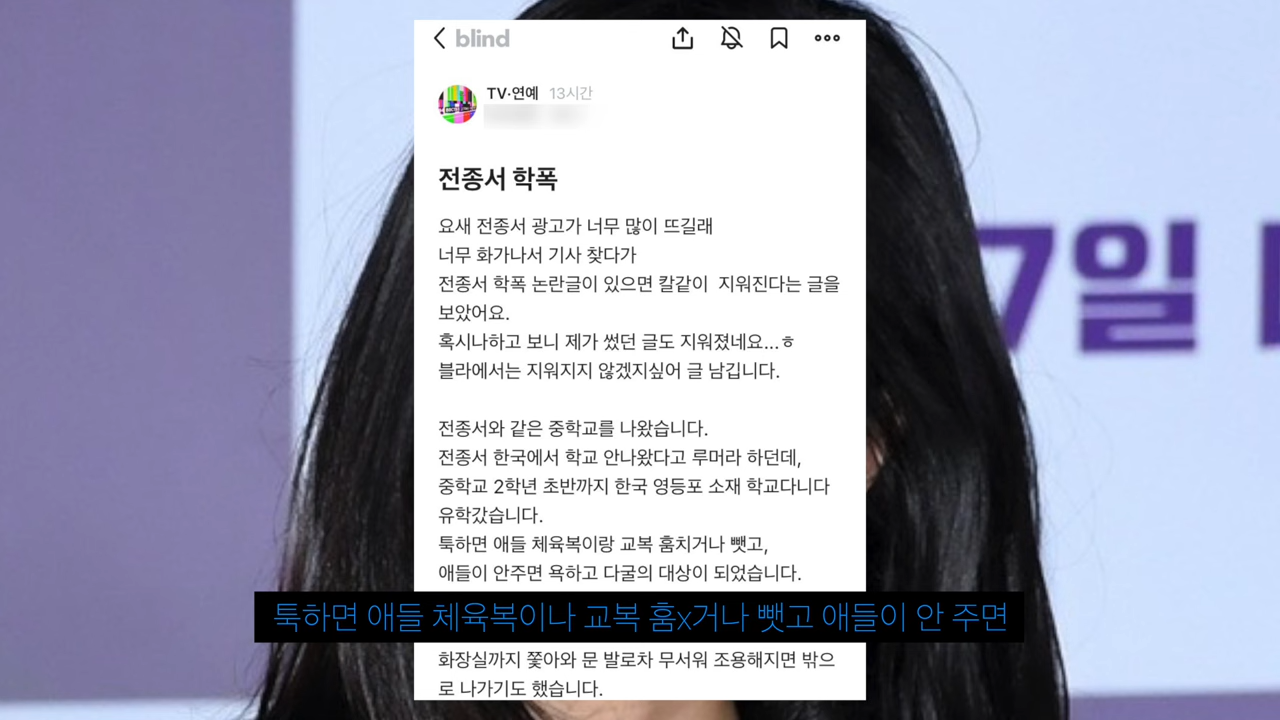 blind
TV·연예 13시간
전종서 학폭
요새 전종서 광고가 너무 많이 뜨길래
너무 화가나서 기사 찾다가
전종서 학폭 논란글이 있으면 칼같이 지워진다는 글을
보았어요.
혹시나하고 보니 제가 썼던 글도 지워졌네요...ㅎ
블라에서는 지워지지 않겠지싶어 글 남깁니다.
전종서와 같은 중학교를 나왔습니다.
전종서 한국에서 학교 안나왔다고 루머라 하던데,
중학교 2학년 초반까지 한국 영등포 소재 학교다니다
유학갔습니다.
툭하면 애들 체육복이랑 교복 훔치거나 뺏고,
애들이 안주면 욕하고 다굴의 대상이 되었습니다.
툭하면 애들 체육복이나 교복 훔x거나 뺏고 애들이 안 주면
화장실까지 쫓아와 문 발로차 무서워 조용해지면 밖으
로 나가기도 했습니다.
7일